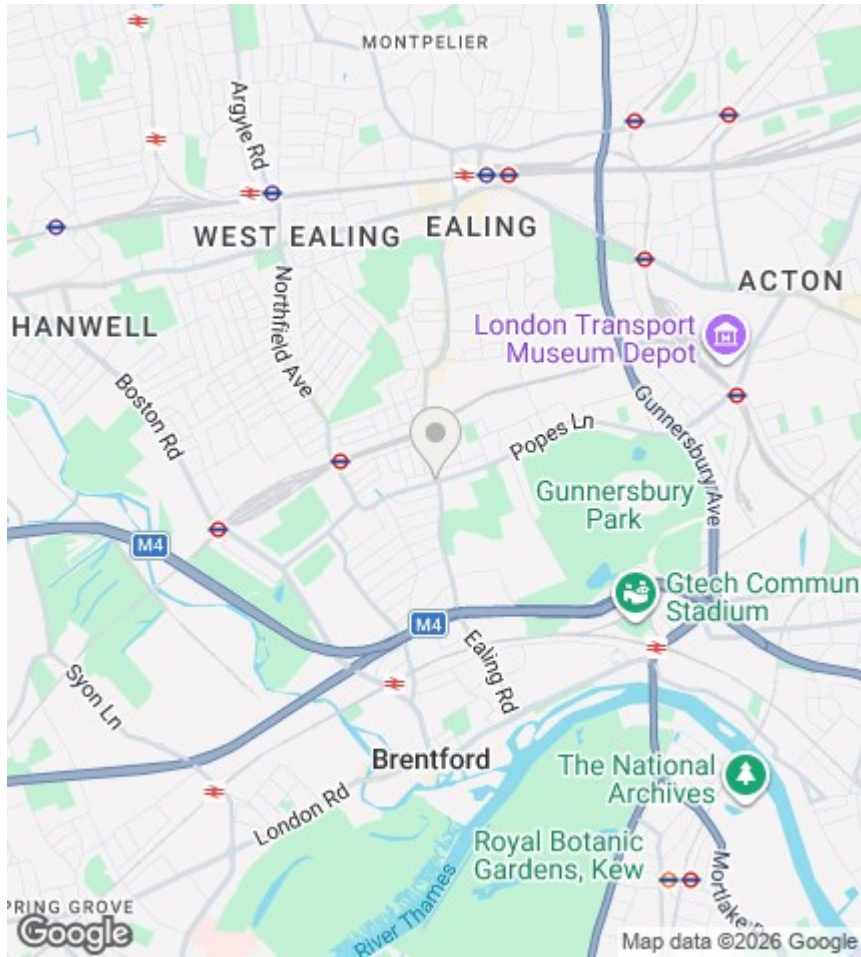 MONTPELIER
Argyle Rd
WEST EALING
EALING
ACTON
HANWELL
Northfield Ave
London Transport
Museum Depot
Boston Rd
Gunnersbury Ave
Popes Ln
Gunnersbury
Park
M4
Gtech Commun
Stadium
M4
Ealing Rd
Syon Ln
Brentford
The National
Archives
London Rd
Royal Botanic
Gardens, Kew
River Thames
Mortlake
PRING GROVE
Google
Map data ©2026 Google